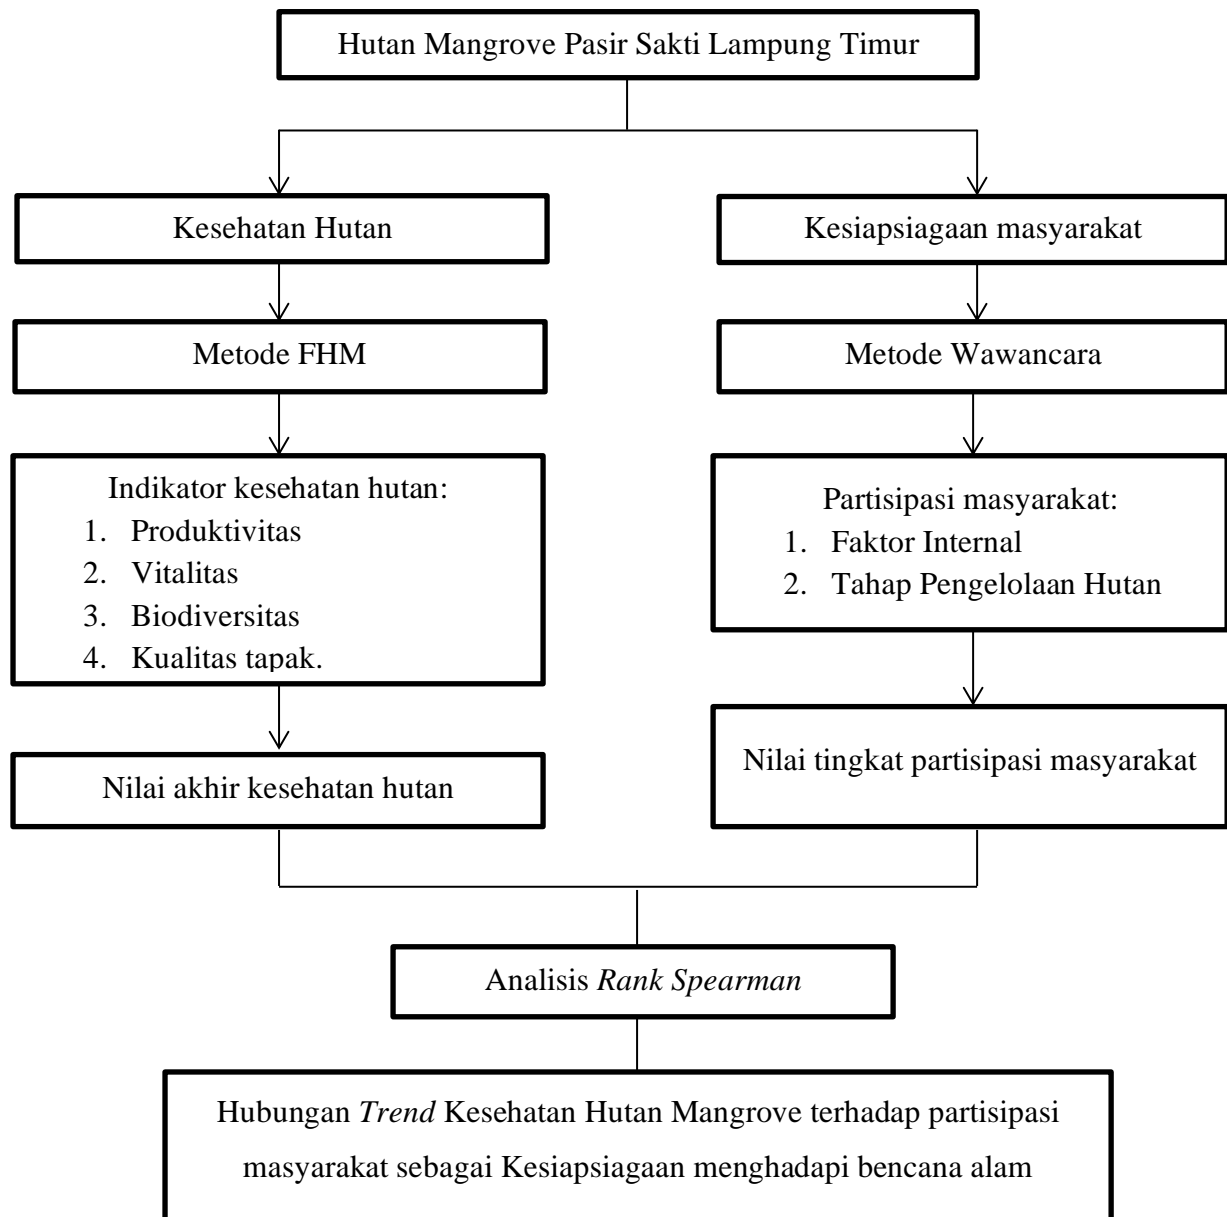 Hutan Mangrove Pasir Sakti Lampung Timur
Kesehatan Hutan
Kesiapsiagaan masyarakat
Metode FHM
Metode Wawancara
Indikator kesehatan hutan:
1. Produktivitas
2. Vitalitas
3. Biodiversitas
4. Kualitas tapak.
Partisipasi masyarakat:
1. Faktor Internal
2. Tahap Pengelolaan Hutan
Nilai akhir kesehatan hutan
Nilai tingkat partisipasi masyarakat
Analisis Rank Spearman
Hubungan Trend Kesehatan Hutan Mangrove terhadap partisipasi
masyarakat sebagai Kesiapsiagaan menghadapi bencana alam